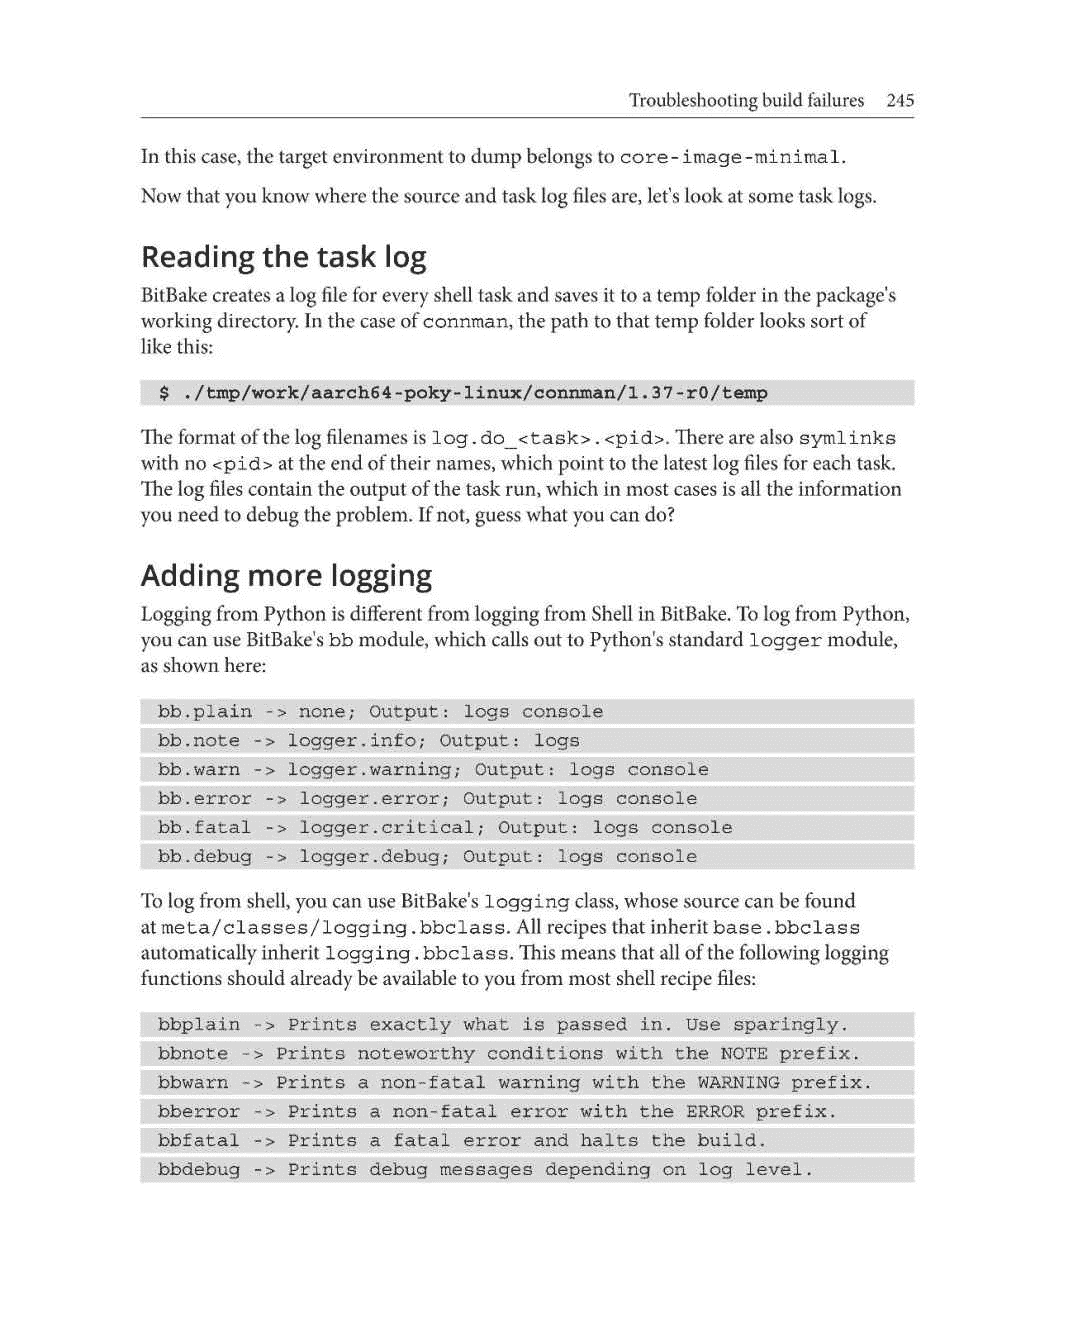 Troubleshooting build failures 245
In this case, the target environment to dump belongs to core-image-minimal.
Now that you know where the source and task log files are, let's look at some task logs.
Reading the task log
BitBake creates a log file for every shell task and saves it to a temp folder in the package's
working directory. In the case of connman, the path to that temp folder looks sort of
like this:
$ ./tmp/work/aarch64-poky-linux/connman/1.37-r0/temp
The format of the log filenames is log.do_<task>.<pid>. There are also symlinks
with no <pid> at the end of their names, which point to the latest log files for each task.
The log files contain the output of the task run, which in most cases is all the information
you need to debug the problem. If not, guess what you can do?
Adding more logging
Logging from Python is different from logging from Shell in BitBake. To log from Python,
you can use BitBake's bb module, which calls out to Python's standard logger module,
as shown here:
bb.plain -> none; Output: logs console
bb.note -> logger.info; Output: logs
bb.warn -> logger.warning; Output: logs console
bb.error -> logger.error; Output: logs console
bb.fatal -> logger.critical; Output: logs console
bb.debug -> logger.debug; Output: logs console
To log from shell, you can use BitBake's logging class, whose source can be found
at meta/classes/logging.bbclass. All recipes that inherit base.bbclass
automatically inherit logging.bbclass. This means that all of the following logging
functions should already be available to you from most shell recipe files:
bbplain -> Prints exactly what is passed in. Use sparingly.
bbnote -> Prints noteworthy conditions with the NOTE prefix.
bbwarn -> Prints a non-fatal warning with the WARNING prefix.
bberror -> Prints a non-fatal error with the ERROR prefix.
bbfatal -> Prints a fatal error and halts the build.
bbdebug -> Prints debug messages depending on log level.